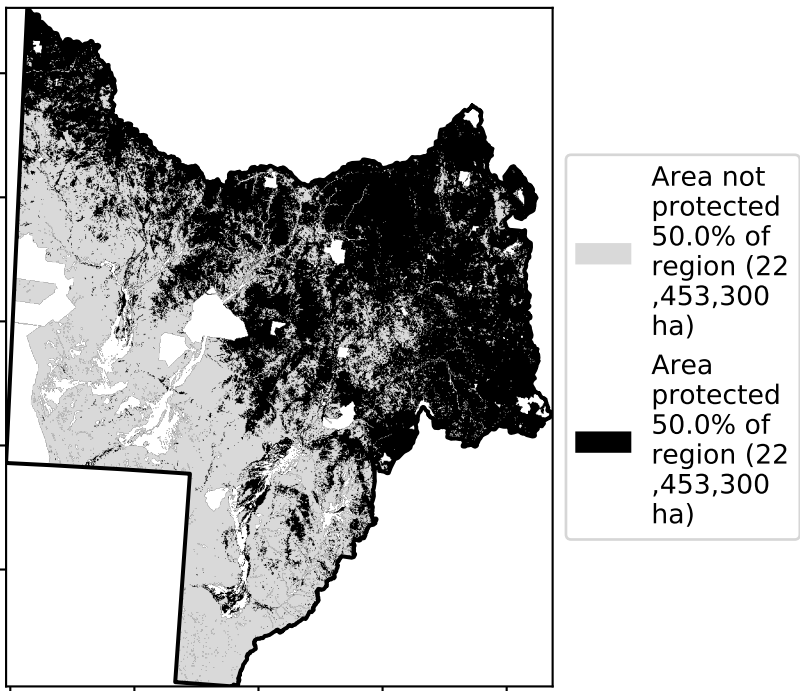 Area not
protected
50.0% of
region (22
,453,300
ha)
Area
protected
50.0% of
region (22
,453,300
ha)